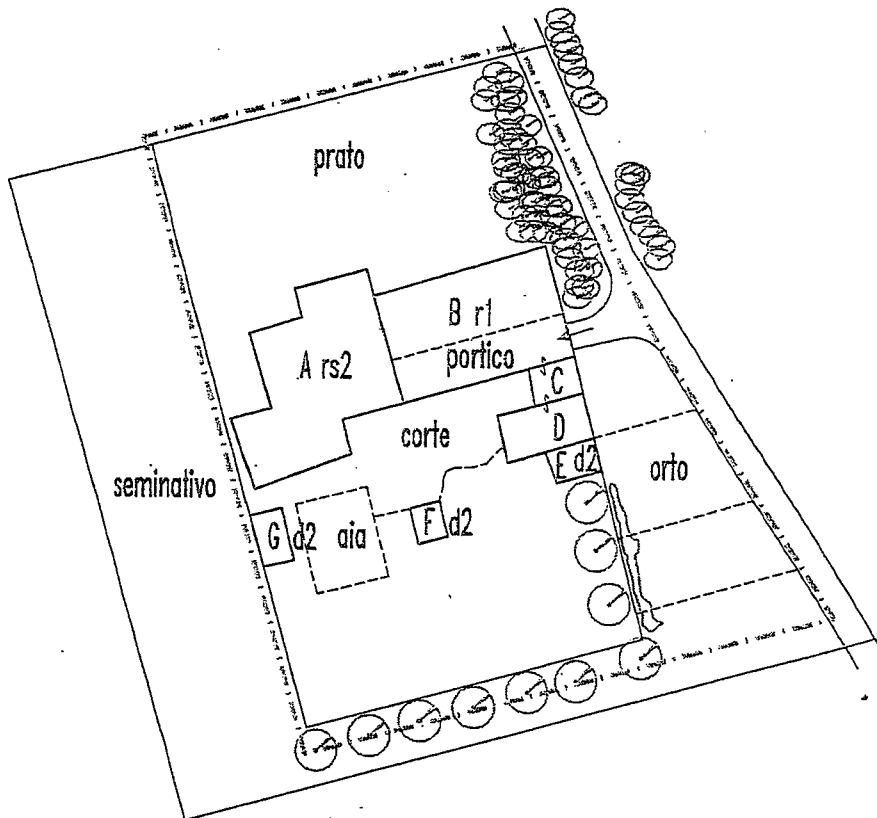 prato
B r1
A rs2
portico
C
corte
D
E d2
orto
seminativo
G d2
aia
F d2